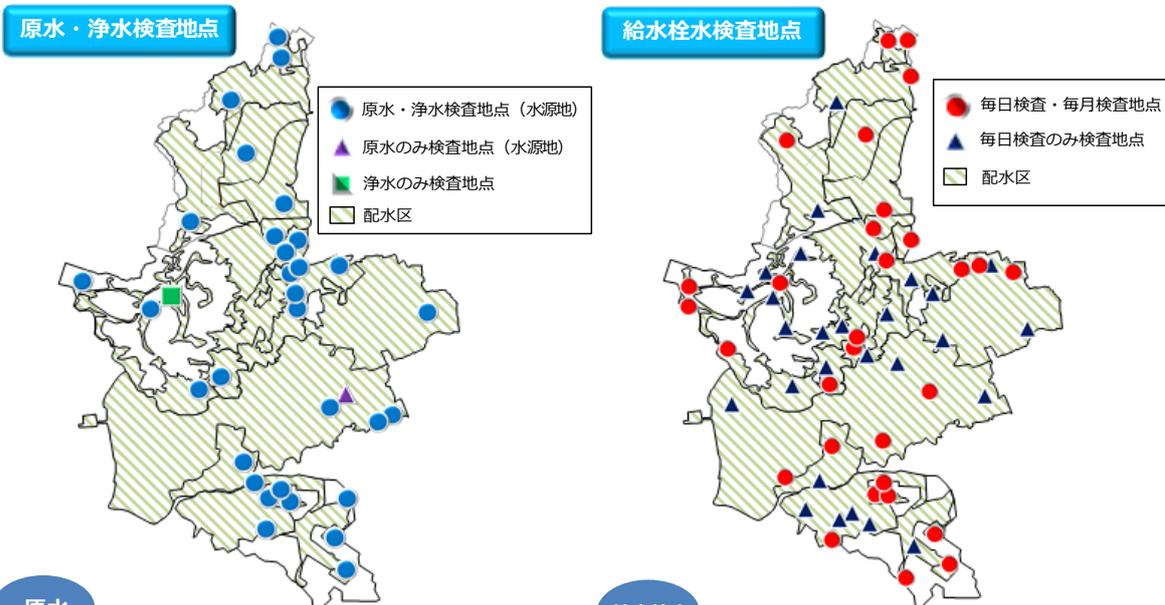 原水・浄水検査地点
原水・浄水検査地点（水源地）
原水のみ検査地点（水源地）
浄水のみ検査地点
配水区
原水
給水栓水検査地点
毎日検査・毎月検査地点
毎日検査のみ検査地点
配水区